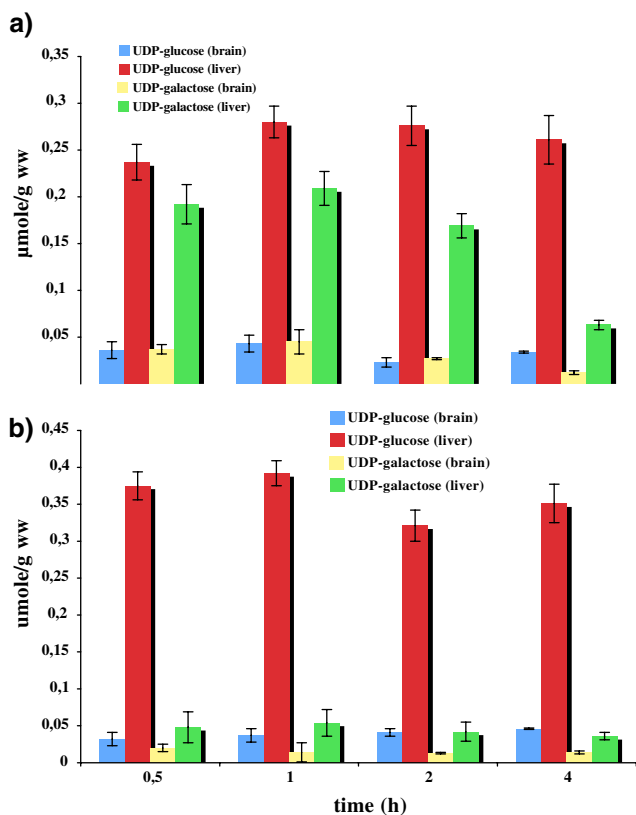 a)
0,35
0,3
0,25
0,2
0,15
0,1
0,05
µmole/g ww
UDP-glucose (brain)
UDP-glucose (liver)
UDP-galactose (brain)
UDP-galactose (liver)
b)
0,45
0,4
0,35
0,3
0,25
0,2
0,15
0,1
0,05
0
umole/g ww
UDP-glucose (brain)
UDP-glucose (liver)
UDP-galactose (brain)
UDP-galactose (liver)
0,5 1 2 4
time (h)